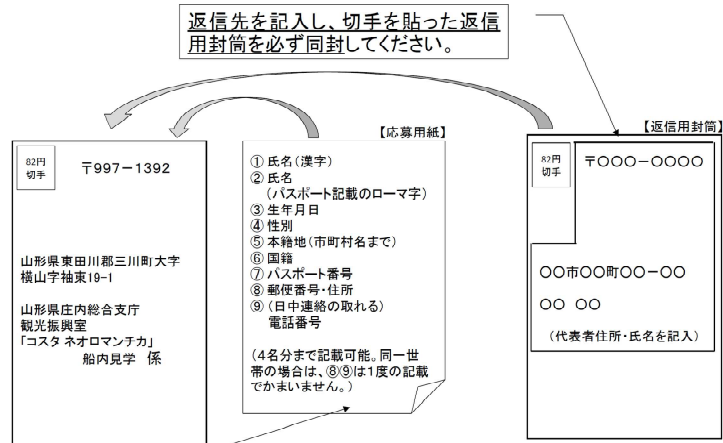 返信先を記入し、切手を貼った返信
用封筒を必ず同封してください。
82円
切手
〒997-1392
山形県東田川郡三川町大字
横山字袖東19-1
山形県庄内総合支庁
観光振興室
「コスタ ネオロマンチカ」
船内見学 係
【応募用紙】
① 氏名(漢字)
② 氏名
(パスポート記載のローマ字)
③ 生年月日
④ 性別
⑤ 本籍地(市町村名まで)
⑥ 国籍
⑦ パスポート番号
⑧ 郵便番号・住所
⑨ (日中連絡の取れる)
電話番号
(4名分まで記載可能。同一世
帯の場合は、⑧⑨は1度の記載
でかまいません。)
【返信用封筒】
82円
切手
〒〇〇〇-〇〇〇〇
〇〇市〇〇町〇〇-〇〇
〇〇 〇〇
(代表者住所・氏名を記入)